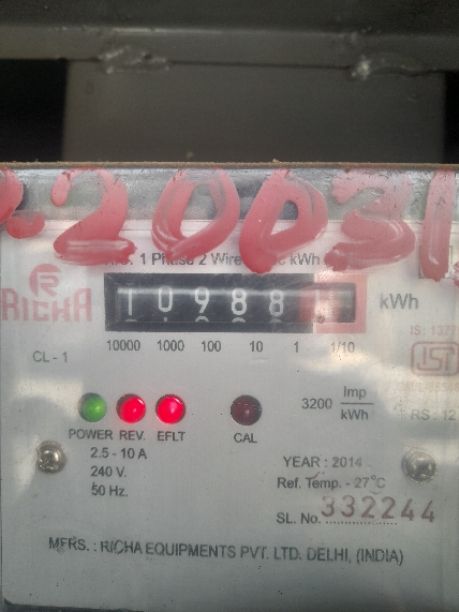 20031
1 Phase 2 Wire kWh
RICHA
10988
kWh
10000 1000 100 10 1 1/10
CL - 1
3200 Imp/kWh
POWER REV. EFLT CAL
2.5 - 10 A
240 V.
50 Hz.
YEAR : 2014
Ref. Temp. - 27°C
SL. No. 332244
MFRS. : RICHA EQUIPMENTS PVT. LTD. DELHI, (INDIA)